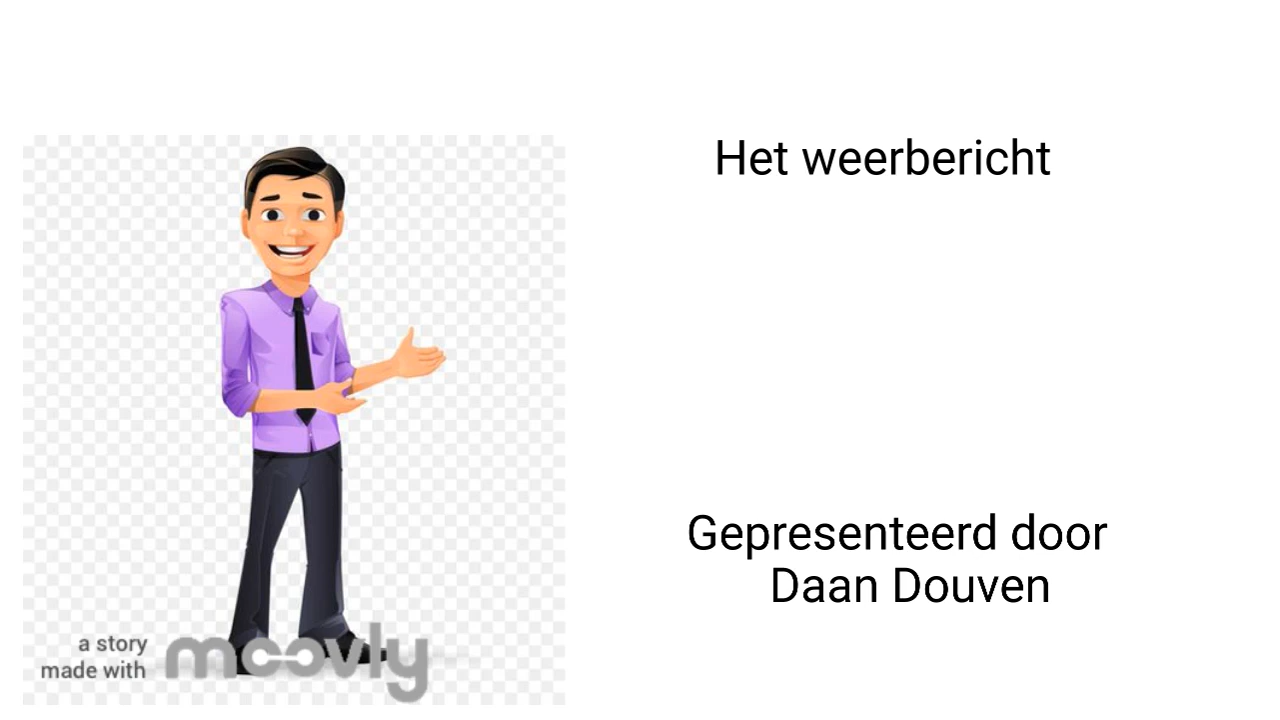 Het weerbericht
Gepresenteerd door
Daan Douven
a story
made with
moovly